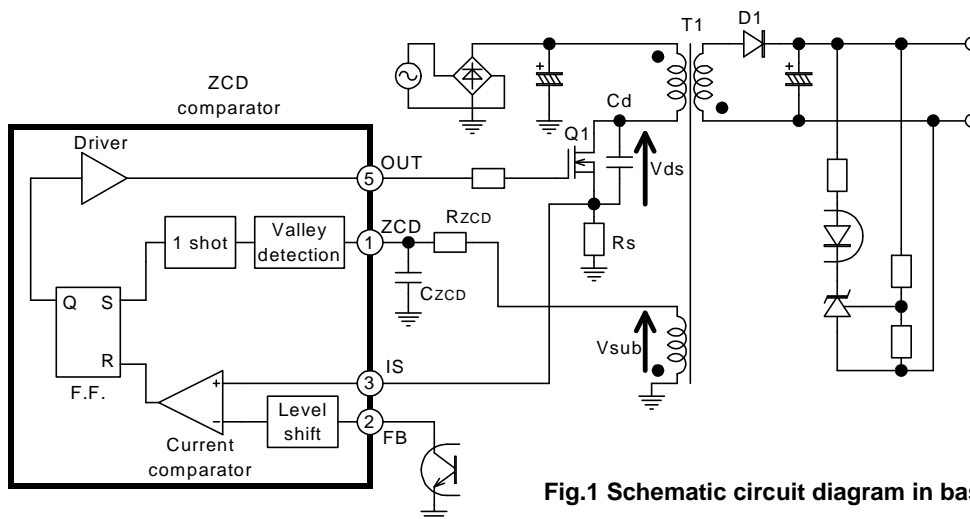 T1
D1
ZCD
comparator
Cd
Driver
Q1
OUT
5
Vds
ZCD
RZCD
1 shot
Valley
detection
1
Rs
CZCD
Q
S
R
F.F.
Vsub
IS
3
Level
shift
2
FB
Current
comparator
+
−
+
+
Fig.1 Schematic circuit diagram in bas